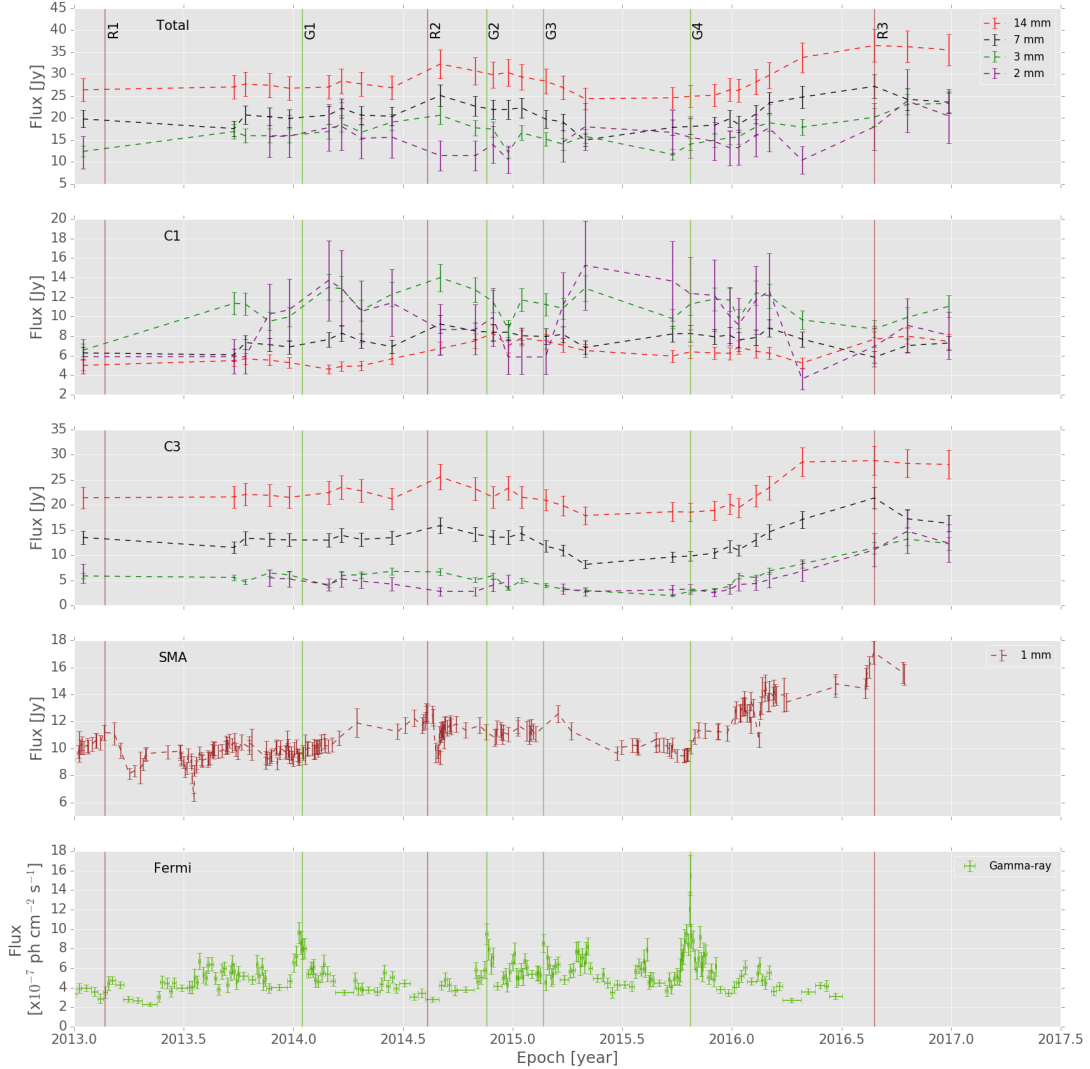 Total
R1
G1
R2
G2
G3
G4
R3
14 mm
7 mm
3 mm
2 mm
Flux [Jy]
45
40
35
30
25
20
15
10
5
C1
Flux [Jy]
20
18
16
14
12
10
8
6
4
2
C3
Flux [Jy]
35
30
25
20
15
10
5
0
SMA
1 mm
Flux [Jy]
18
16
14
12
10
8
6
Fermi
Gamma-ray
Flux
[x10⁻⁷ ph cm⁻² s⁻¹]
18
16
14
12
10
8
6
4
2
0
2013.0 2013.5 2014.0 2014.5 2015.0 2015.5 2016.0 2016.5 2017.0 2017.5
Epoch [year]